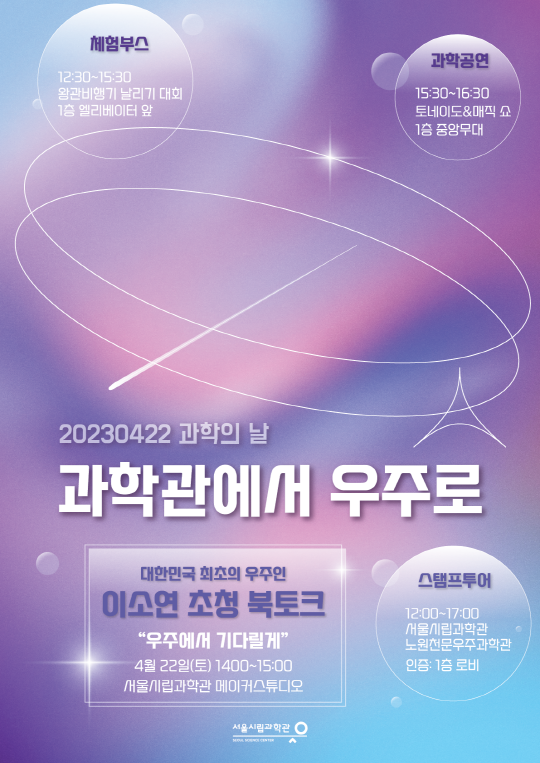 체험부스
12:30~15:30
왕관비행기 날리기 대회
1층 엘리베이터 앞
과학공연
15:30~16:30
토네이도&매직 쇼
1층 중앙무대
20230422 과학의 날
과학관에서 우주로
대한민국 최초의 우주인
이소연 초청 북토크
“우주에서 기다릴게”
4월 22일(토) 1400~15:00
서울시립과학관 메이커스튜디오
스탬프투어
12:00~17:00
서울시립과학관
노원천문우주과학관
인증: 1층 로비
서울시립과학관
SEOUL SCIENCE CENTER